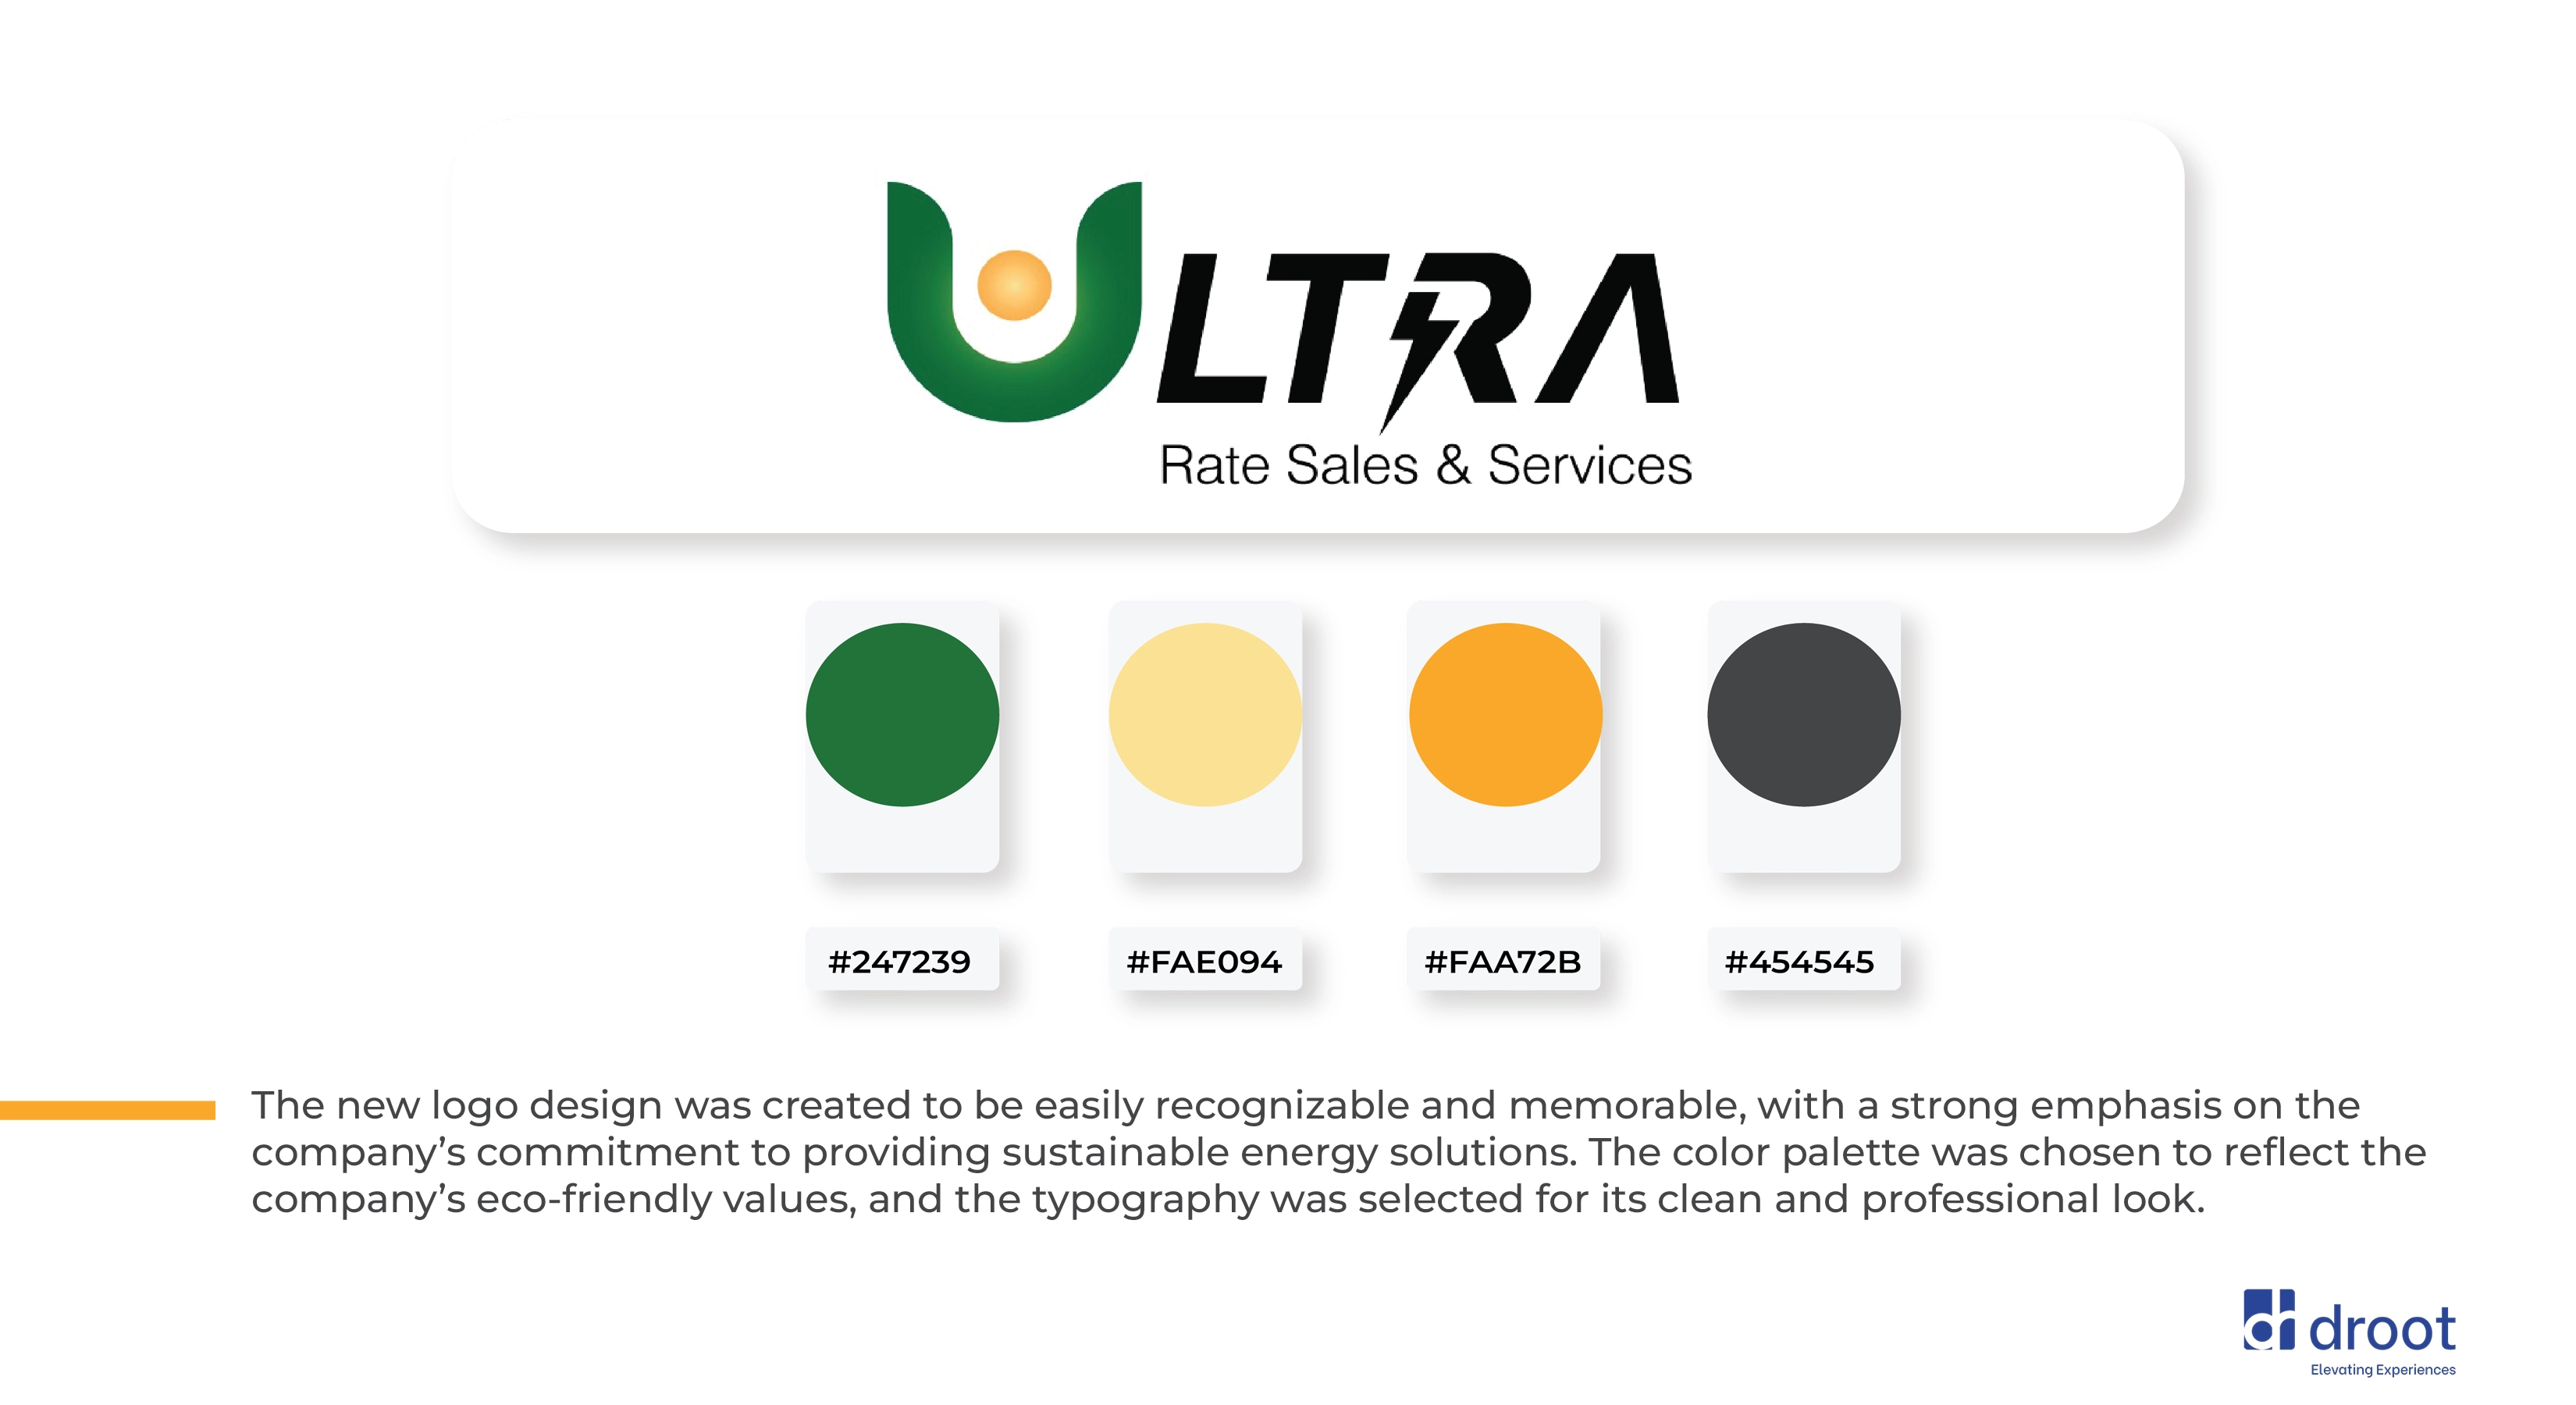 ULTRA
Rate Sales & Services
#247239 #FAE094 #FAA72B #454545
The new logo design was created to be easily recognizable and memorable, with a strong emphasis on the
company’s commitment to providing sustainable energy solutions. The color palette was chosen to reflect the
company’s eco-friendly values, and the typography was selected for its clean and professional look.
dr droot
Elevating Experiences